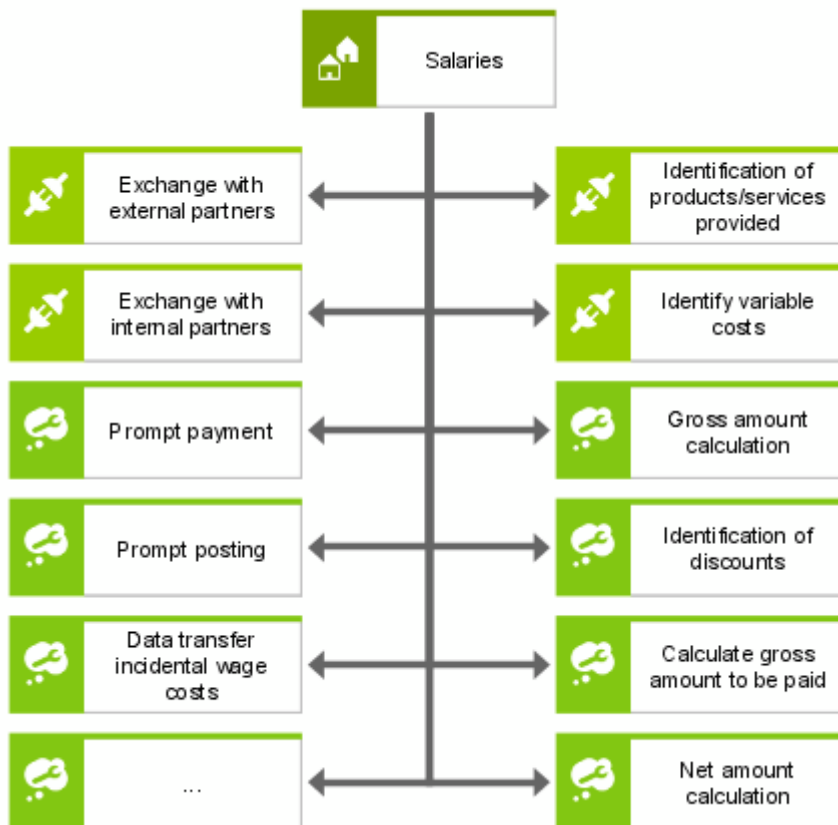 Salaries
Exchange with
external partners
Identification of
products/services
provided
Exchange with
internal partners
Identify variable
costs
Prompt payment
Gross amount
calculation
Prompt posting
Identification of
discounts
Data transfer
incidental wage
costs
Calculate gross
amount to be paid
...
Net amount
calculation